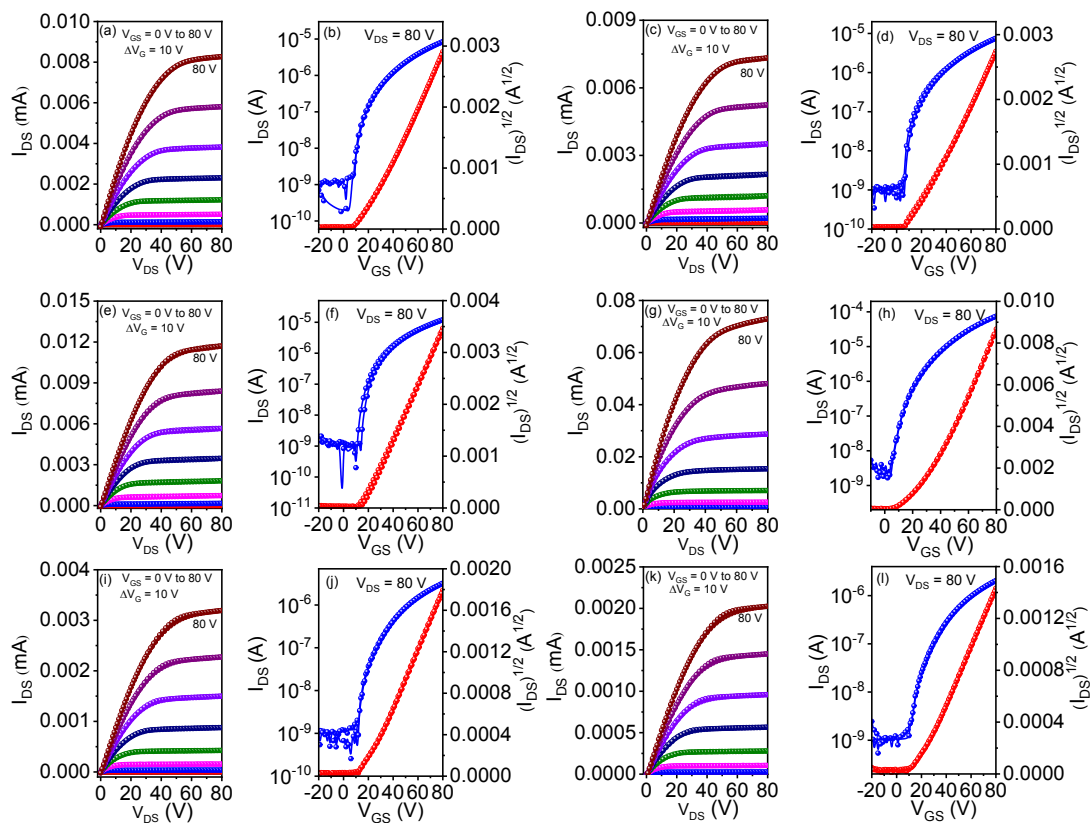 (a) V_GS = 0 V to 80 V
ΔV_G = 10 V
80 V
0.010
0.008
0.006
0.004
0.002
0.000
I_DS (mA)
0 20 40 60 80
V_DS (V)
(b) V_DS = 80 V
10^-5
10^-6
10^-7
10^-8
10^-9
10^-10
I_DS (A)
0.003
0.002
0.001
0.000
(I_DS)^1/2 (A^1/2)
-20 0 20 40 60 80
V_GS (V)
(c) V_GS = 0 V to 80 V
ΔV_G = 10 V
80 V
0.009
0.006
0.003
0.000
I_DS (mA)
0 20 40 60 80
V_DS (V)
(d) V_DS = 80 V
10^-5
10^-6
10^-7
10^-8
10^-9
10^-10
I_DS (A)
0.003
0.002
0.001
0.000
(I_DS)^1/2 (A^1/2)
-20 0 20 40 60 80
V_GS (V)
(e) V_GS = 0 V to 80 V
ΔV_G = 10 V
80 V
0.015
0.012
0.009
0.006
0.003
0.000
I_DS (mA)
0 20 40 60 80
V_DS (V)
(f) V_DS = 80 V
10^-5
10^-6
10^-7
10^-8
10^-9
10^-10
10^-11
I_DS (A)
0.004
0.003
0.002
0.001
0.000
(I_DS)^1/2 (A^1/2)
-20 0 20 40 60 80
V_GS (V)
(g) V_GS = 0 V to 80 V
ΔV_G = 10 V
80 V
0.08
0.06
0.04
0.02
0.00
I_DS (mA)
0 20 40 60 80
V_DS (V)
(h) V_DS = 80 V
10^-4
10^-5
10^-6
10^-7
10^-8
10^-9
I_DS (A)
0.010
0.008
0.006
0.004
0.002
0.000
(I_DS)^1/2 (A^1/2)
0 20 40 60 80
V_GS (V)
(i) V_GS = 0 V to 80 V
ΔV_G = 10 V
80 V
0.004
0.003
0.002
0.001
0.000
I_DS (mA)
0 20 40 60 80
V_DS (V)
(j) V_DS = 80 V
10^-6
10^-7
10^-8
10^-9
10^-10
I_DS (A)
0.0020
0.0016
0.0012
0.0008
0.0004
0.0000
(I_DS)^1/2 (A^1/2)
-20 0 20 40 60 80
V_GS (V)
(k) V_GS = 0 V to 80 V
ΔV_G = 10 V
80 V
0.0025
0.0020
0.0015
0.0010
0.0005
0.0000
I_DS (mA)
0 20 40 60 80
V_DS (V)
(l) V_DS = 80 V
10^-6
10^-7
10^-8
10^-9
I_DS (A)
0.0016
0.0012
0.0008
0.0004
0.0000
(I_DS)^1/2 (A^1/2)
-20 0 20 40 60 80
V_GS (V)